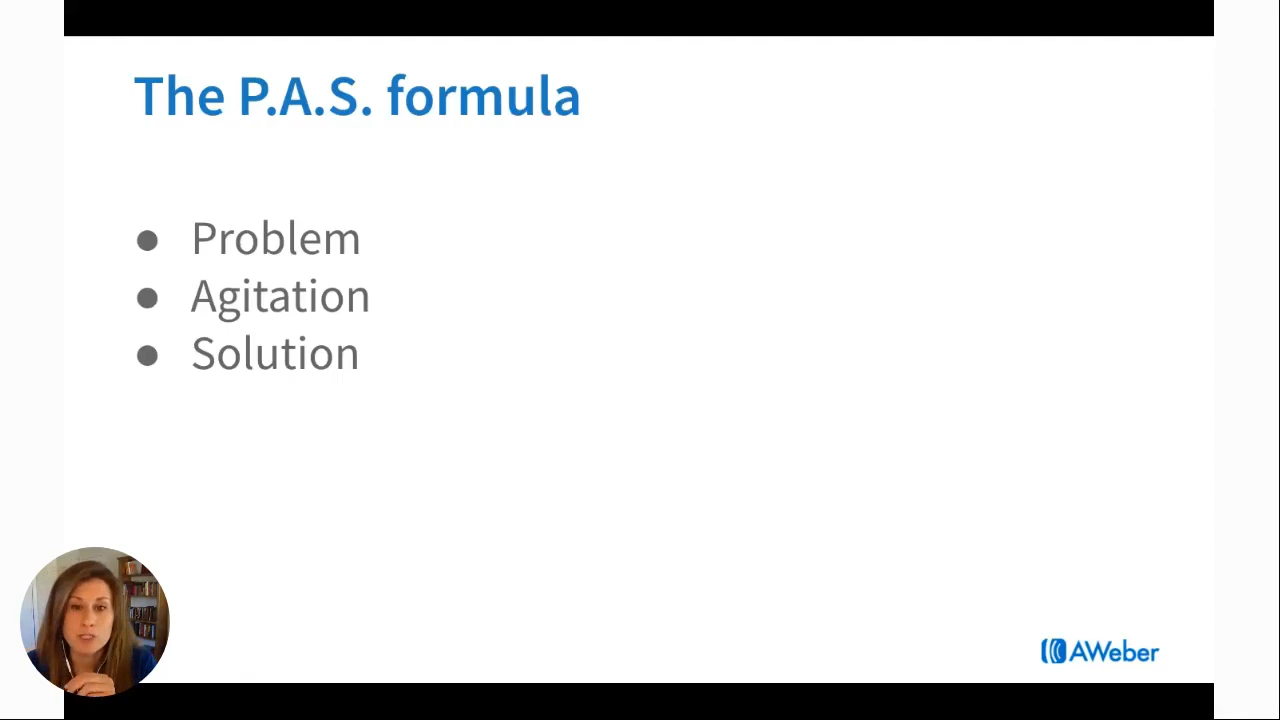 The P.A.S. formula
● Problem
● Agitation
● Solution
AWeber